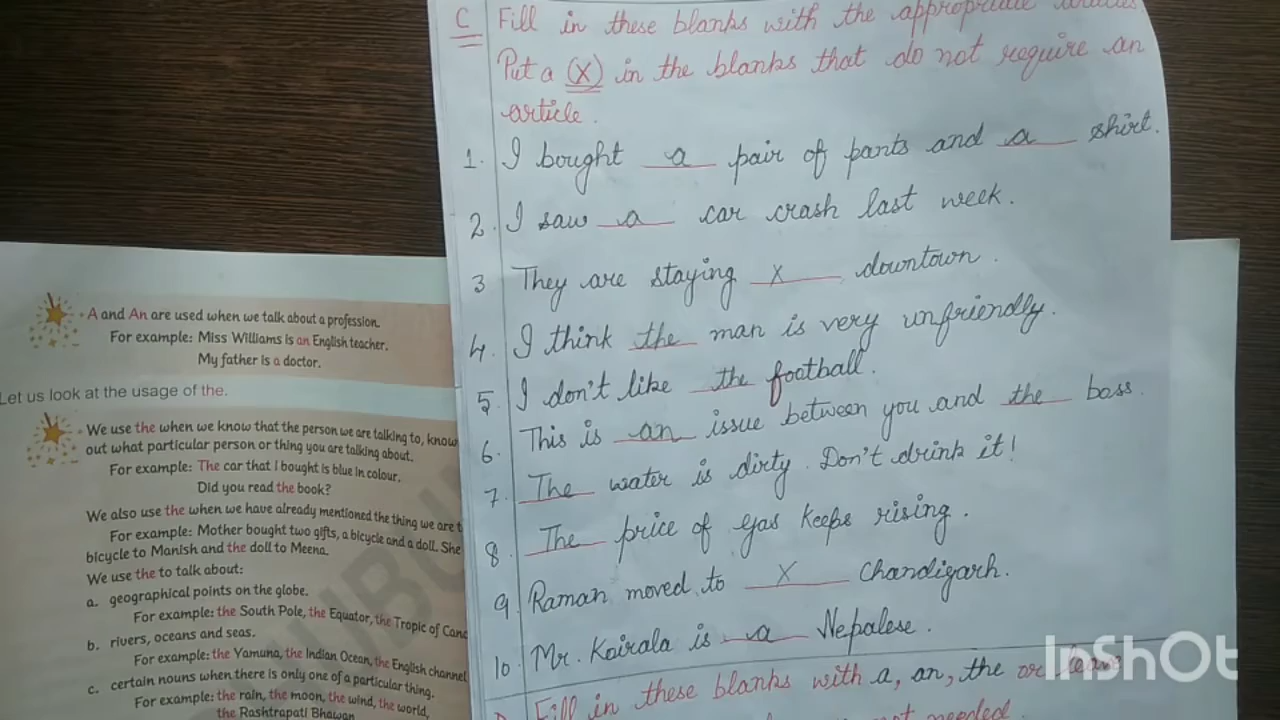 C Fill in these blanks with the appropriate articles
Put a (X) in the blanks that do not require an
article.
1. I bought a pair of pants and a shirt.
2. I saw a car crash last week.
3 They are staying x downtown.
4. I think the man is very unfriendly.
5. I don't like the football.
6. This is an issue between you and the boss.
7. The water is dirty. Don't drink it!
8. The price of gas keeps rising.
9. Raman moved to X Chandigarh.
10. Mr. Koirala is a Nepalese.
Fill in these blanks with a, an, the or leave
not needed.
A and An are used when we talk about a profession.
For example: Miss Williams is an English teacher.
My father is a doctor.
Let us look at the usage of the.
We use the when we know that the person we are talking to, know
out what particular person or thing you are talking about.
For example: The car that I bought is blue in colour.
Did you read the book?
We also use the when we have already mentioned the thing we are t
For example: Mother bought two gifts, a bicycle and a doll. She
bicycle to Manish and the doll to Meena.
We use the to talk about:
a. geographical points on the globe.
For example: the South Pole, the Equator, the Tropic of Canc
b. rivers, oceans and seas.
For example: the Yamuna, the Indian Ocean, the English channel
c. certain nouns when there is only one of a particular thing.
For example: the rain, the moon, the wind, the world,
the Rashtrapati Bhawan
InShOt